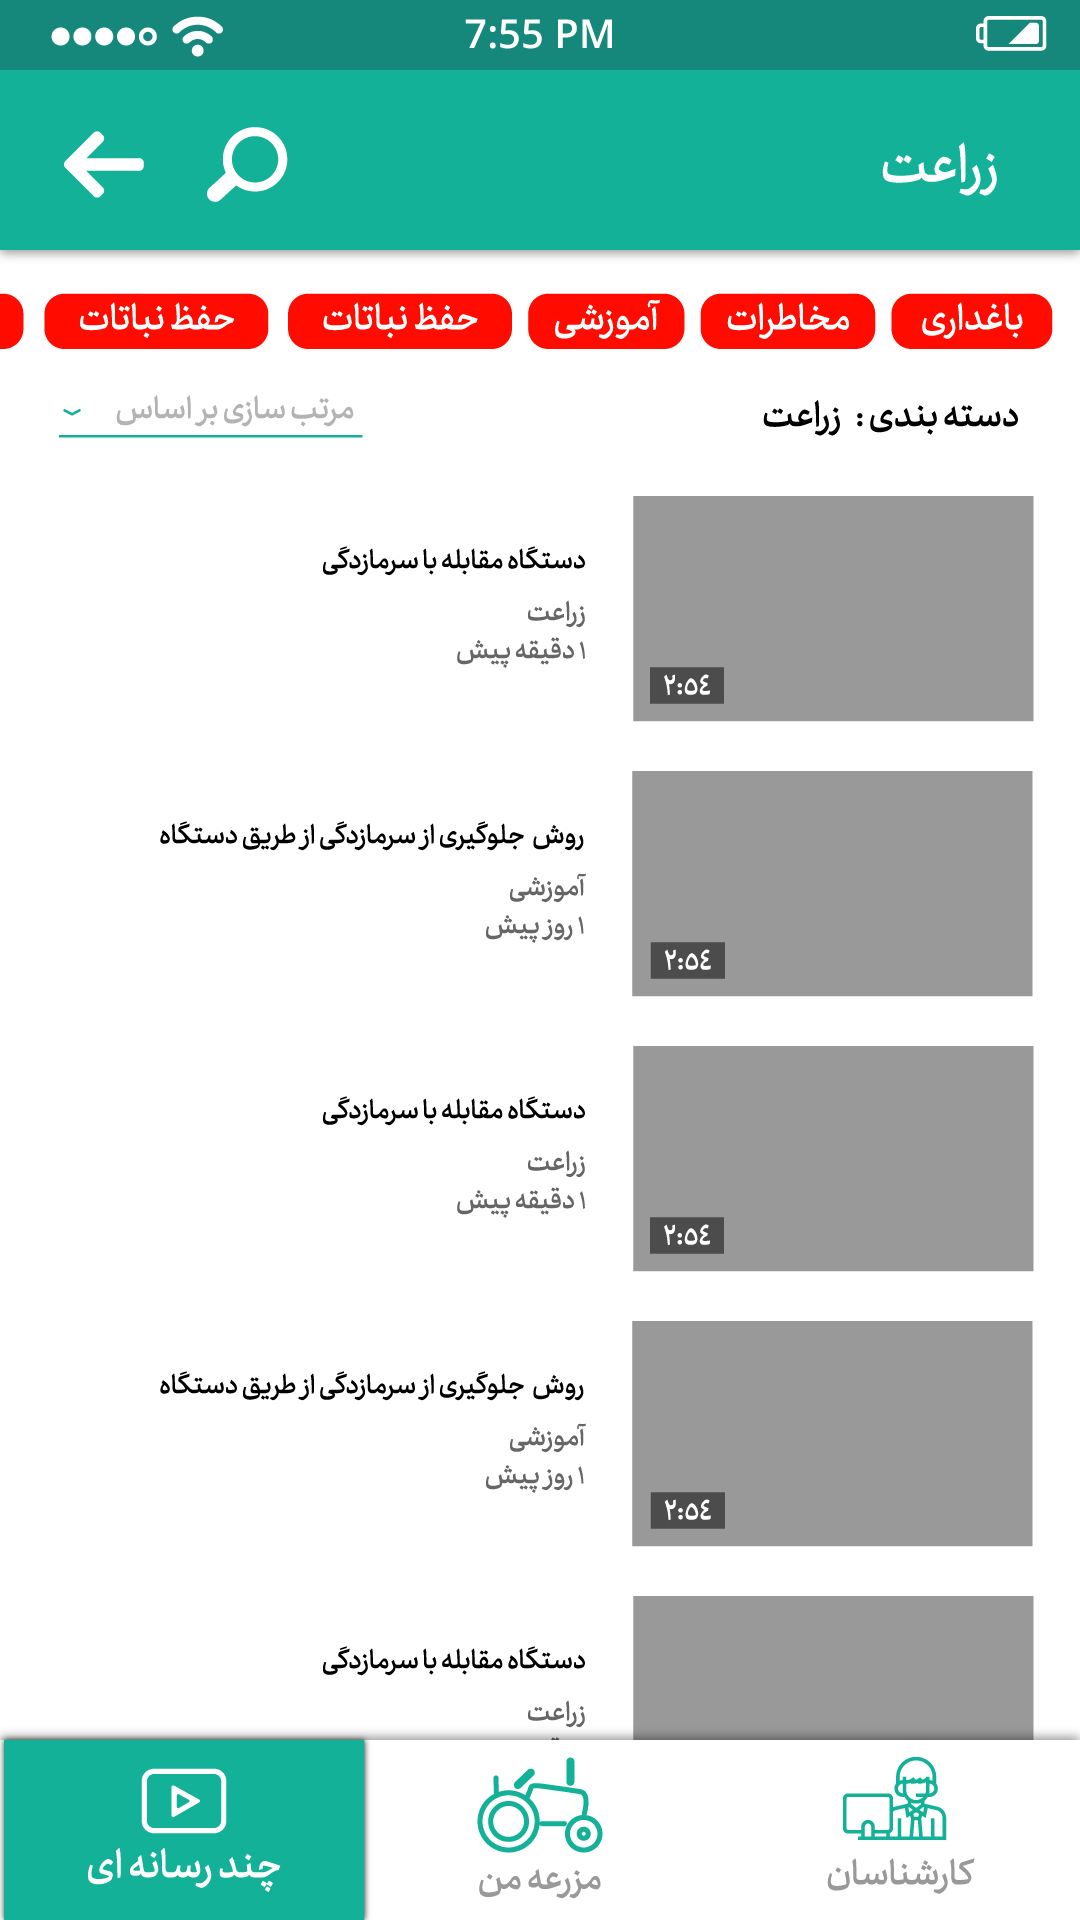 7:55 PM
زراعت
باغداری
مخاطرات
آموزشی
حفظ نباتات
حفظ نباتات
دسته بندی : زراعت
مرتب سازی بر اساس
دستگاه مقابله با سرمازدگی
زراعت
۱ دقیقه پیش
۲:٥٤
روش جلوگیری از سرمازدگی از طریق دستگاه
آموزشی
۱ روز پیش
۲:٥٤
دستگاه مقابله با سرمازدگی
زراعت
۱ دقیقه پیش
۲:٥٤
روش جلوگیری از سرمازدگی از طریق دستگاه
آموزشی
۱ روز پیش
۲:٥٤
دستگاه مقابله با سرمازدگی
زراعت
کارشناسان
مزرعه من
چند رسانه ای